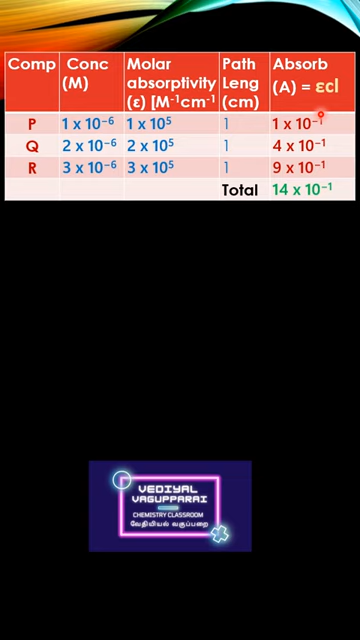 Comp Conc (M) Molar absorptivity (ε) [M⁻¹cm⁻¹ Path Leng (cm) Absorb (A) = εcl
P 1 x 10⁻⁶ 1 x 10⁵ 1 1 x 10⁻¹
Q 2 x 10⁻⁶ 2 x 10⁵ 1 4 x 10⁻¹
R 3 x 10⁻⁶ 3 x 10⁵ 1 9 x 10⁻¹
Total 14 x 10⁻¹
VEDIYAL
VAGUPPARAI
CHEMISTRY CLASSROOM
வேதியியல் வகுப்பறை